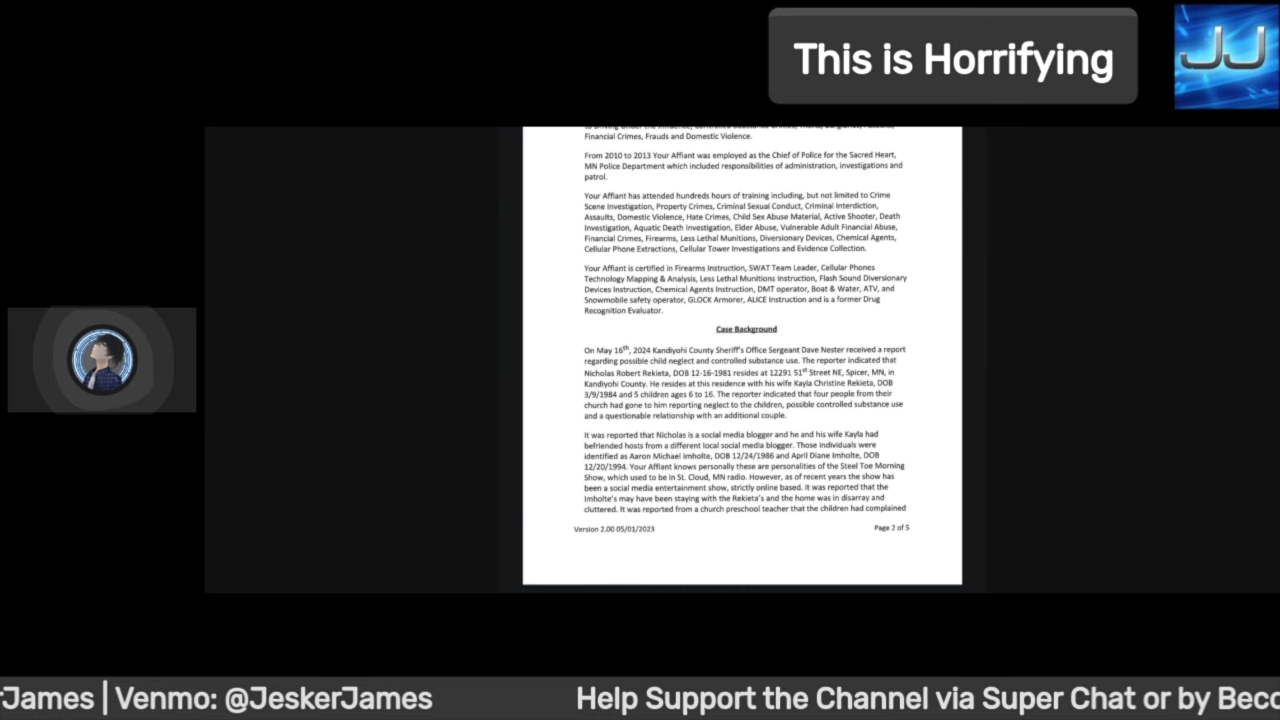 This is Horrifying
JJ
Financial Crimes, Frauds and Domestic Violence.
From 2010 to 2013 Your Affiant was employed as the Chief of Police for the Sacred Heart,
MN Police Department which included responsibilities of administration, investigations and
patrol.
Your Affiant has attended hundreds hours of training including, but not limited to Crime
Scene Investigation, Property Crimes, Criminal Sexual Conduct, Criminal Interdiction,
Assaults, Domestic Violence, Hate Crimes, Child Sex Abuse Material, Active Shooter, Death
Investigation, Aquatic Death Investigation, Elder Abuse, Vulnerable Adult Financial Abuse,
Financial Crimes, Firearms, Less Lethal Munitions, Diversionary Devices, Chemical Agents,
Cellular Phone Extractions, Cellular Tower Investigations and Evidence Collection.
Your Affiant is certified in Firearms Instruction, SWAT Team Leader, Cellular Phones
Technology Mapping & Analysis, Less Lethal Munitions Instruction, Flash Sound Diversionary
Devices Instruction, Chemical Agents Instruction, DMT operator, Boat & Water, ATV, and
Snowmobile safety operator, GLOCK Armorer, ALICE Instruction and is a former Drug
Recognition Evaluator.
Case Background
On May 16th, 2024 Kandiyohi County Sheriff's Office Sergeant Dave Nester received a report
regarding possible child neglect and controlled substance use. The reporter indicated that
Nicholas Robert Rekieta, DOB 12-16-1981 resides at 12291 51st Street NE, Spicer, MN, in
Kandiyohi County. He resides at this residence with his wife Kayla Christine Rekieta, DOB
3/9/1984 and 5 children ages 6 to 16. The reporter indicated that four people from their
church had gone to him reporting neglect to the children, possible controlled substance use
and a questionable relationship with an additional couple.
It was reported that Nicholas is a social media blogger and he and his wife Kayla had
befriended hosts from a different local social media blogger. Those individuals were
identified as Aaron Michael Imholte, DOB 12/24/1986 and April Diane Imholte, DOB
12/20/1994. Your Affiant knows personally these are personalities of the Steel Toe Morning
Show, which used to be in St. Cloud, MN radio. However, as of recent years the show has
been a social media entertainment show, strictly online based. It was reported that the
Imholte's may have been staying with the Rekieta's and the home was in disarray and
cluttered. It was reported from a church preschool teacher that the children had complained
Version 2.00 05/01/2023
Page 2 of 5
rJames | Venmo: @JeskerJames
Help Support the Channel via Super Chat or by Beco